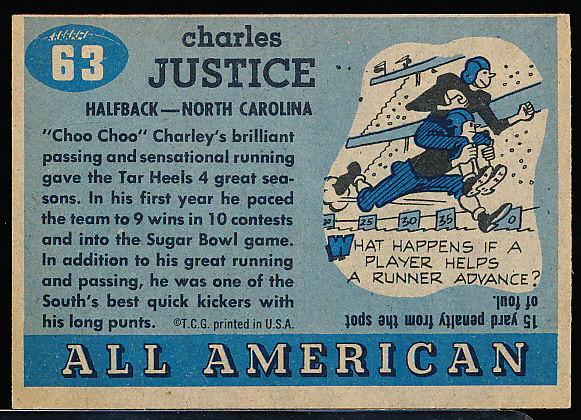 63
charles
JUSTICE
HALFBACK—NORTH CAROLINA
"Choo Choo" Charley's brilliant
passing and sensational running
gave the Tar Heels 4 great sea-
sons. In his first year he paced
the team to 9 wins in 10 contests
and into the Sugar Bowl game.
In addition to his great running
and passing, he was one of the
South's best quick kickers with
his long punts. ©T.C.G. printed in U.S.A.
25 30 35 0
WHAT HAPPENS IF A
PLAYER HELPS
A RUNNER ADVANCE?
15 yard penalty from the spot
of foul.
ALL AMERICAN